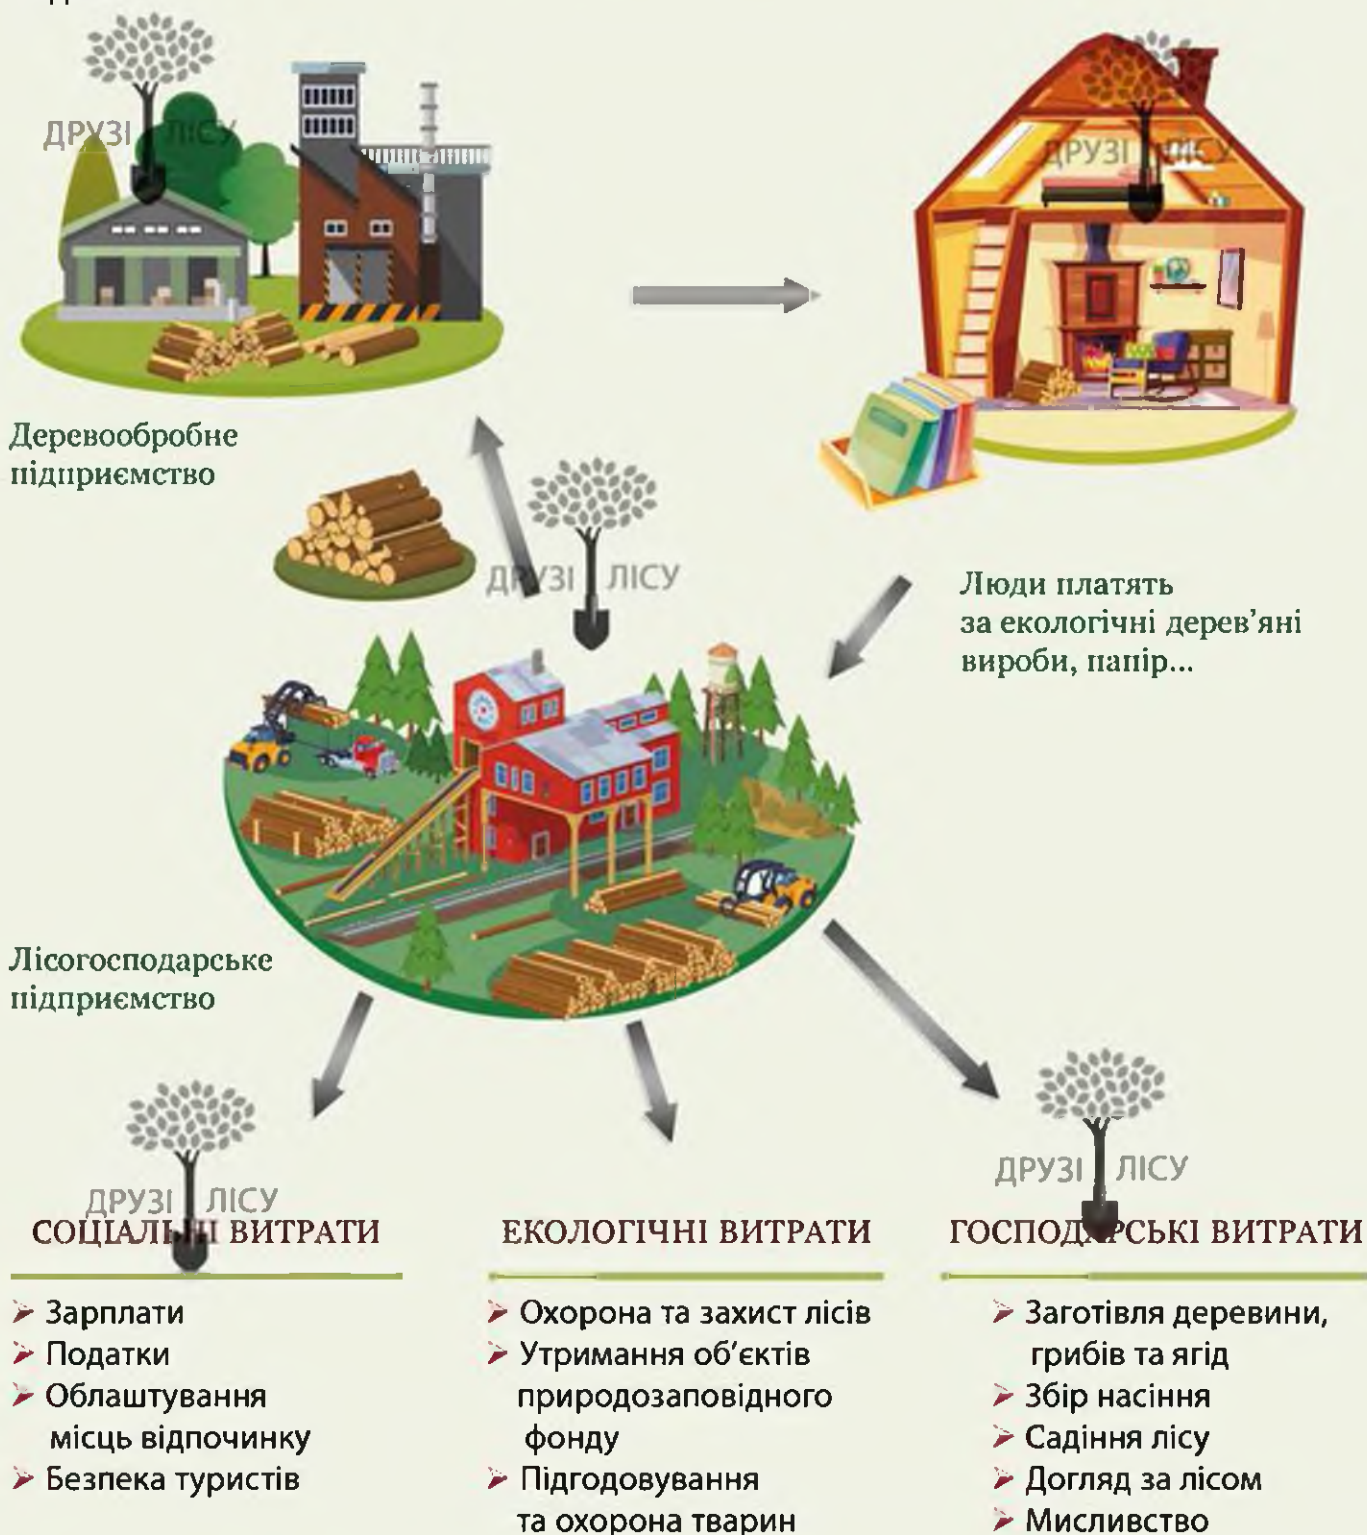 ДРУЗІ ЛІСУ
ДРУЗІ ЛІСУ
Деревообробне
підприємство
ДРУЗІ ЛІСУ
Люди платять
за екологічні дерев’яні
вироби, папір...
Лісогосподарське
підприємство
ДРУЗІ ЛІСУ
ДРУЗІ ЛІСУ
СОЦІАЛЬНІ ВИТРАТИ
➢ Зарплати
➢ Податки
➢ Облаштування
місць відпочинку
➢ Безпека туристів
ЕКОЛОГІЧНІ ВИТРАТИ
➢ Охорона та захист лісів
➢ Утримання об’єктів
природозаповідного
фонду
➢ Підгодовування
та охорона тварин
ГОСПОДАРСЬКІ ВИТРАТИ
➢ Заготівля деревини,
грибів та ягід
➢ Збір насіння
➢ Садіння лісу
➢ Догляд за лісом
➢ Мисливство